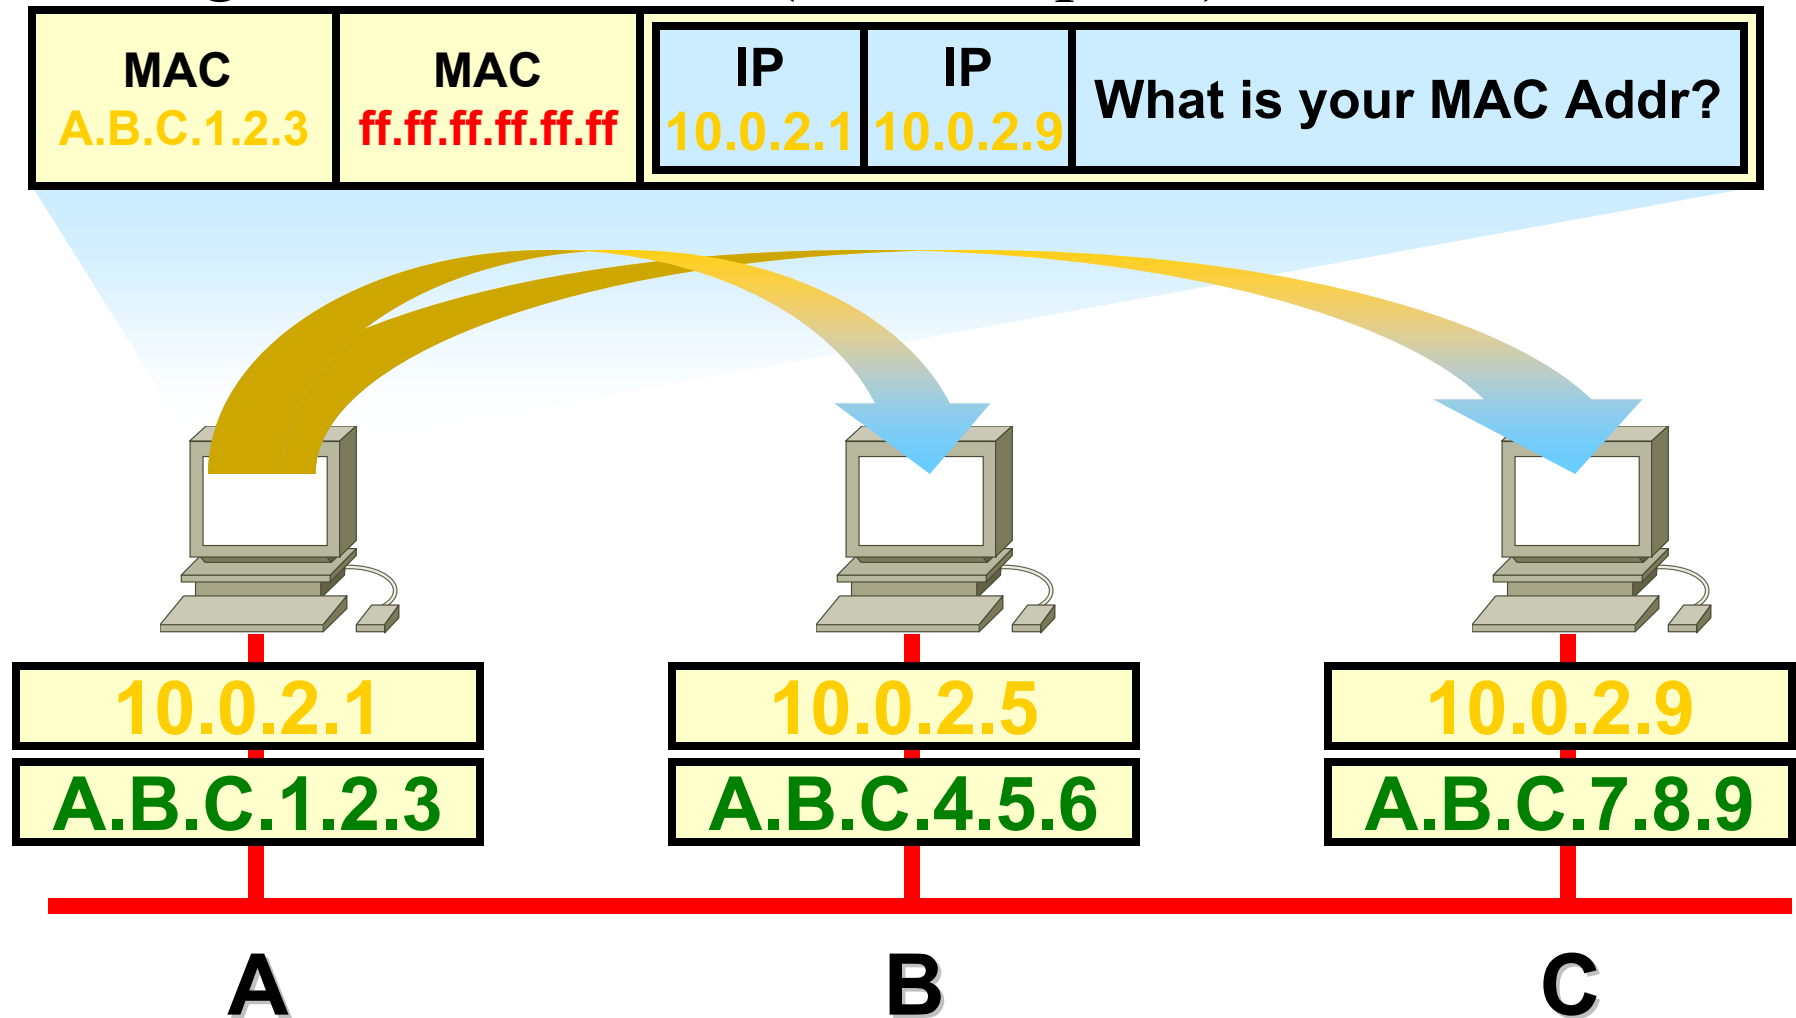 MAC
A.B.C.1.2.3
MAC
ff.ff.ff.ff.ff.ff
IP
10.0.2.1
IP
10.0.2.9
What is your MAC Addr?
10.0.2.1
A.B.C.1.2.3
10.0.2.5
A.B.C.4.5.6
10.0.2.9
A.B.C.7.8.9
A
B
C